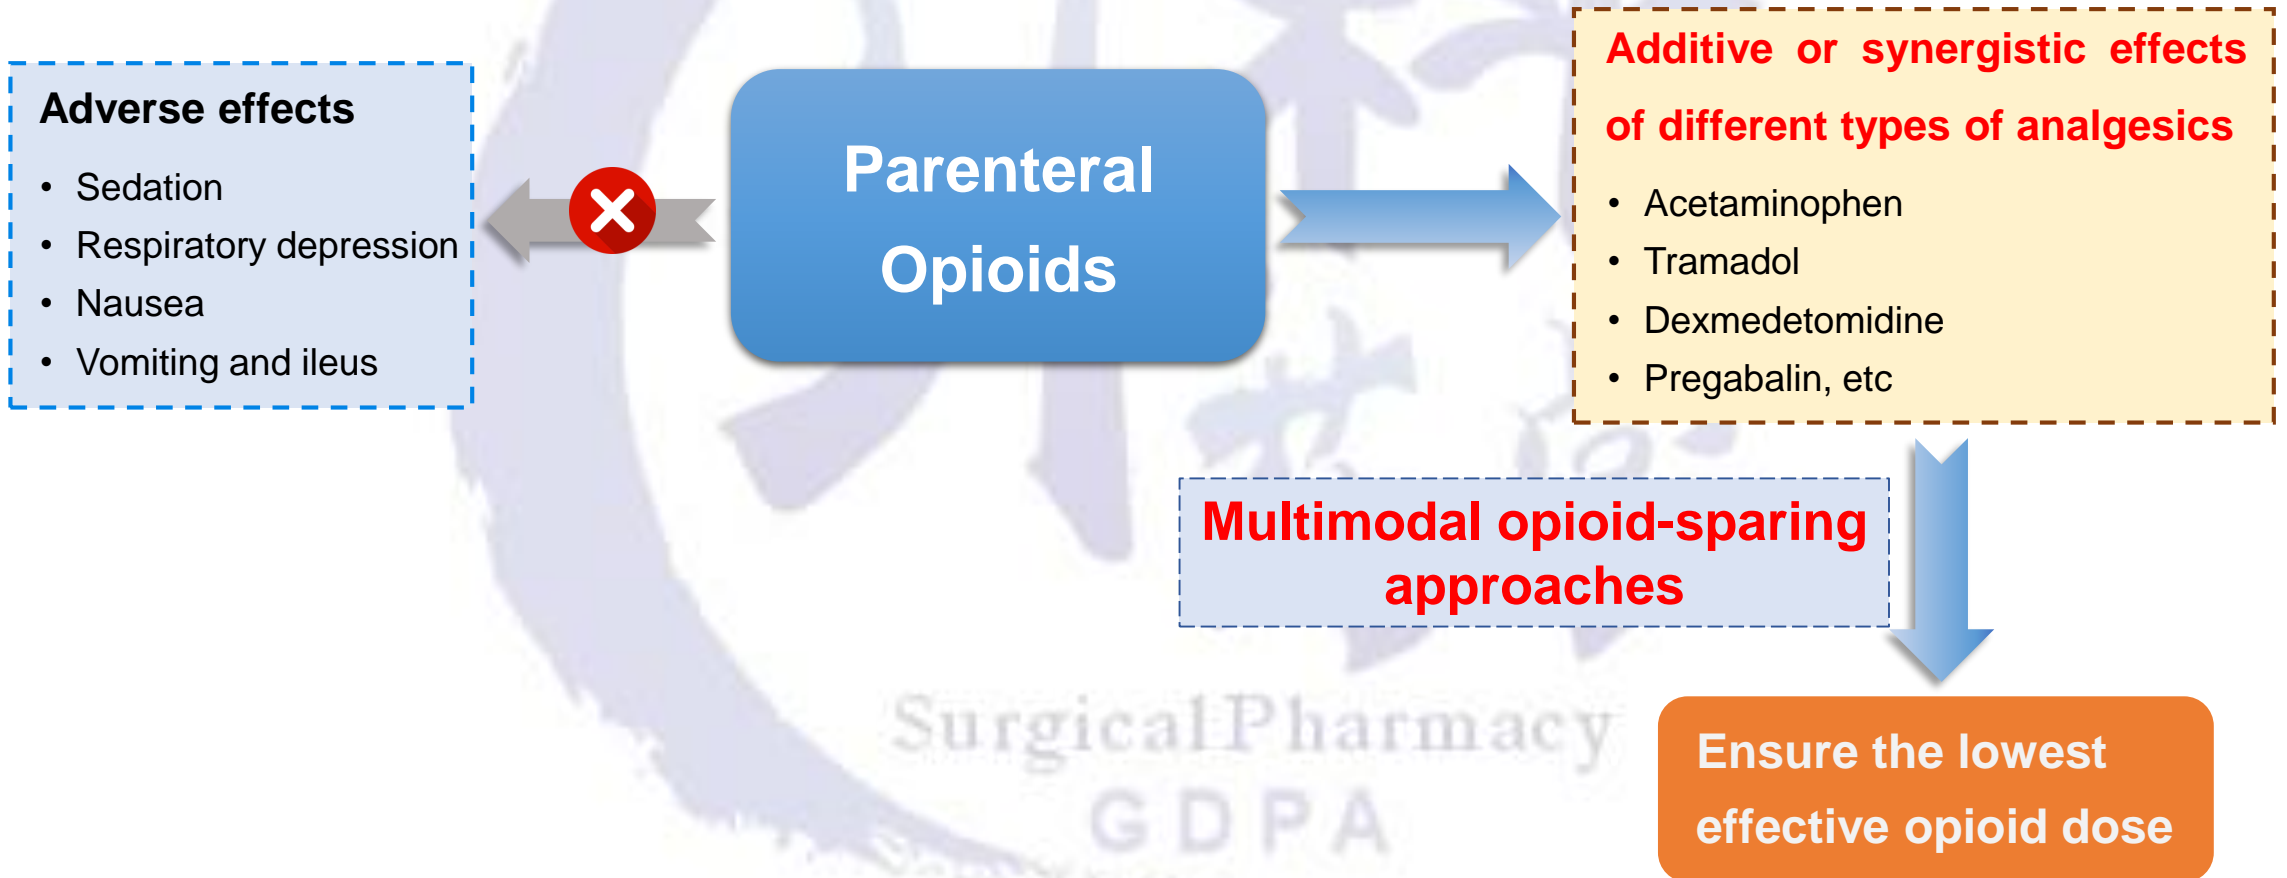 Adverse effects
• Sedation
• Respiratory depression
• Nausea
• Vomiting and ileus
Parenteral
Opioids
Additive or synergistic effects
of different types of analgesics
• Acetaminophen
• Tramadol
• Dexmedetomidine
• Pregabalin, etc
Multimodal opioid-sparing
approaches
Ensure the lowest
effective opioid dose
Surgical Pharmacy
GDPA